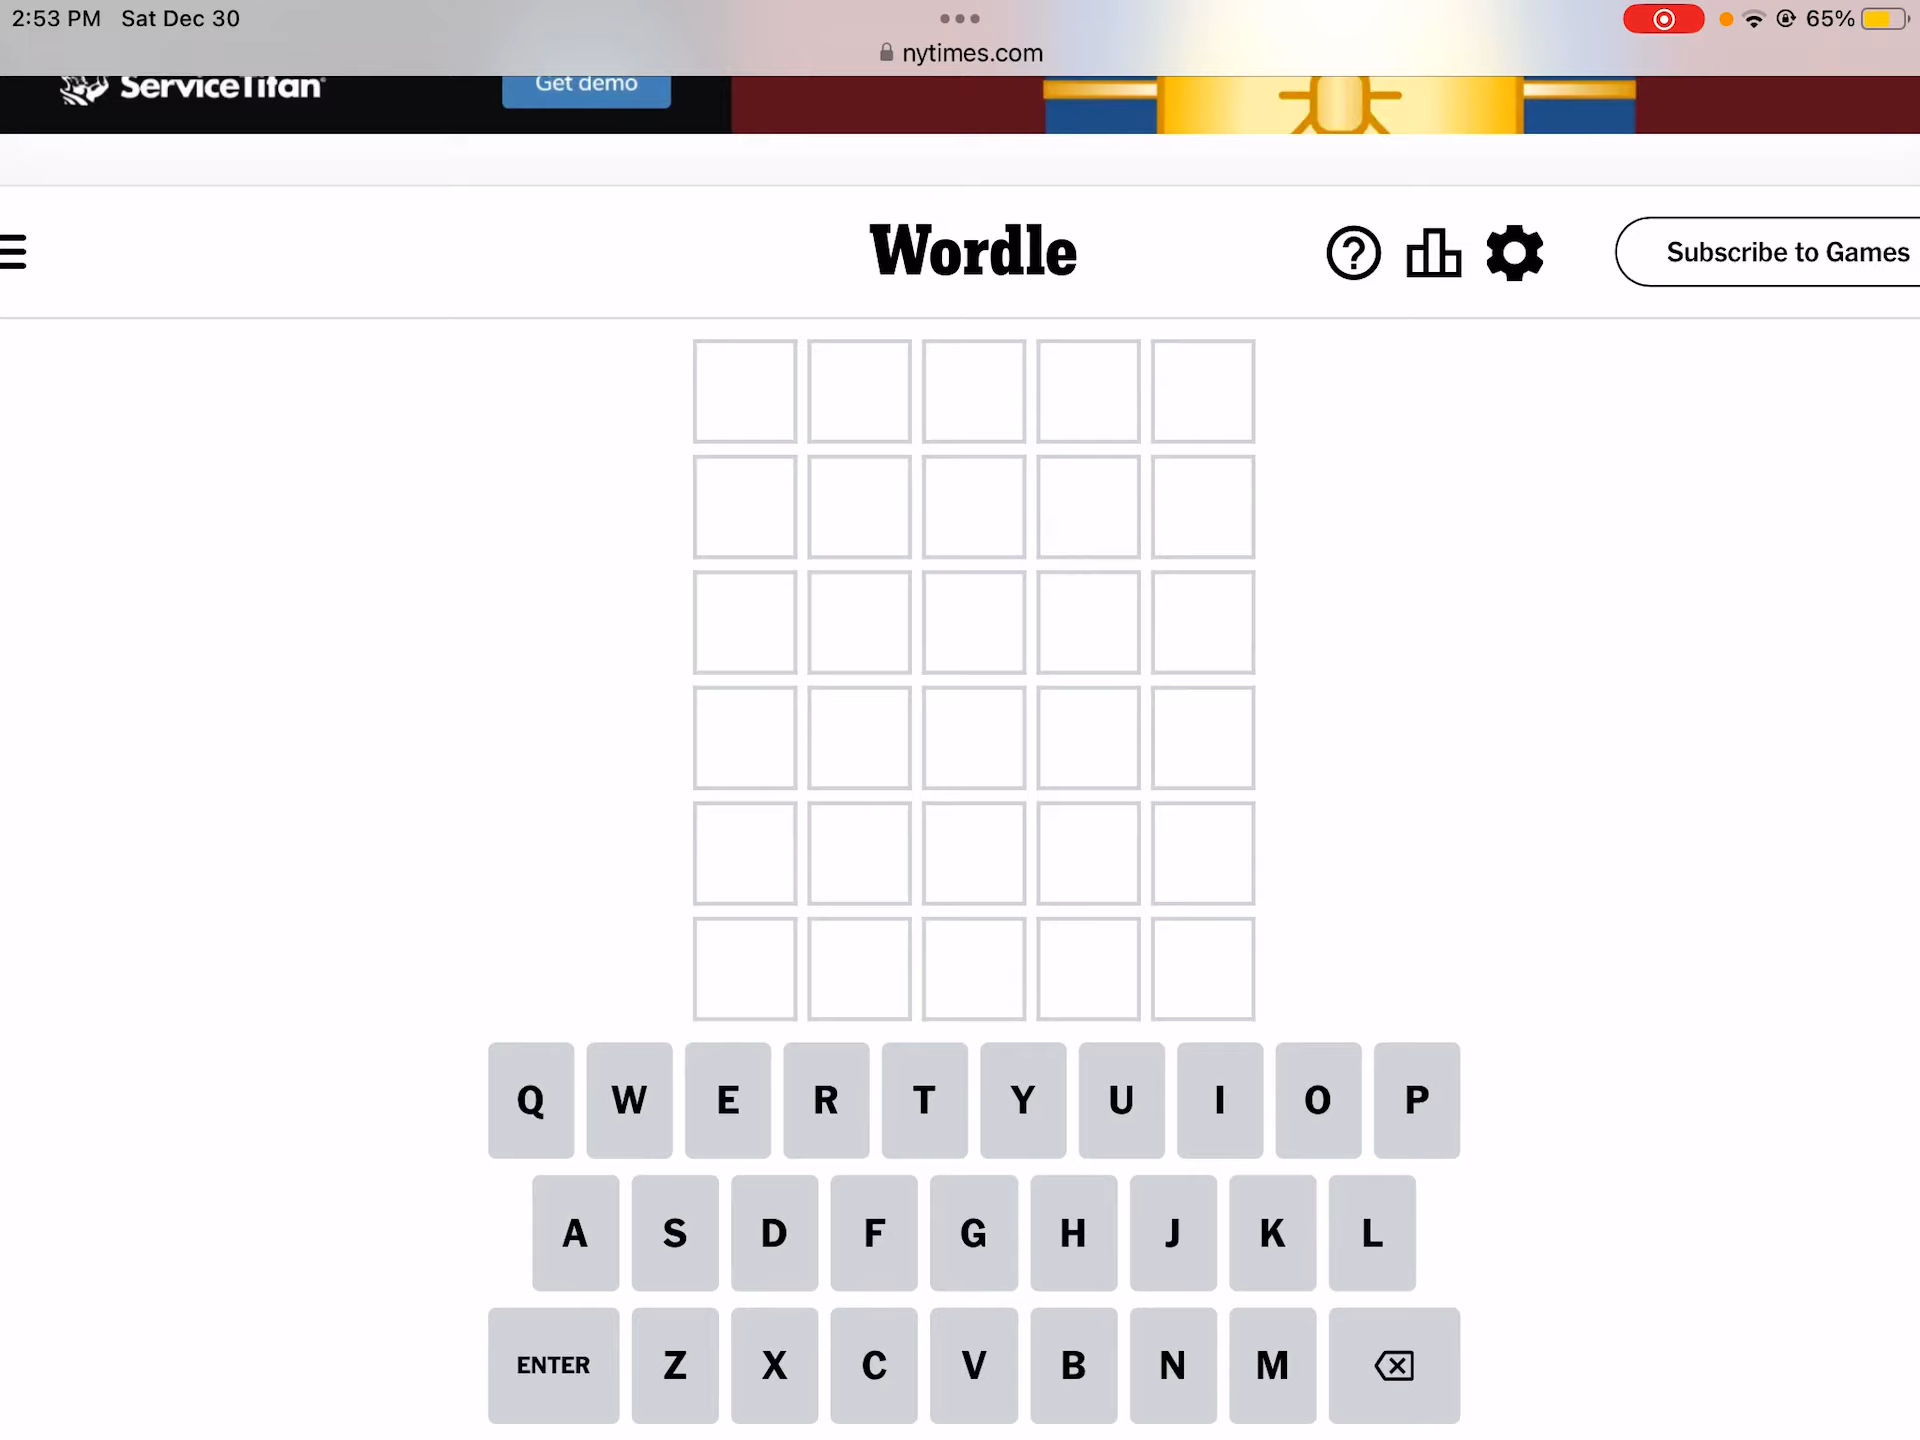 2:53 PM Sat Dec 30
65%
nytimes.com
ServiceTitan
Get demo
Wordle
?
Subscribe to Games
Q W E R T Y U I O P
A S D F G H J K L
ENTER Z X C V B N M